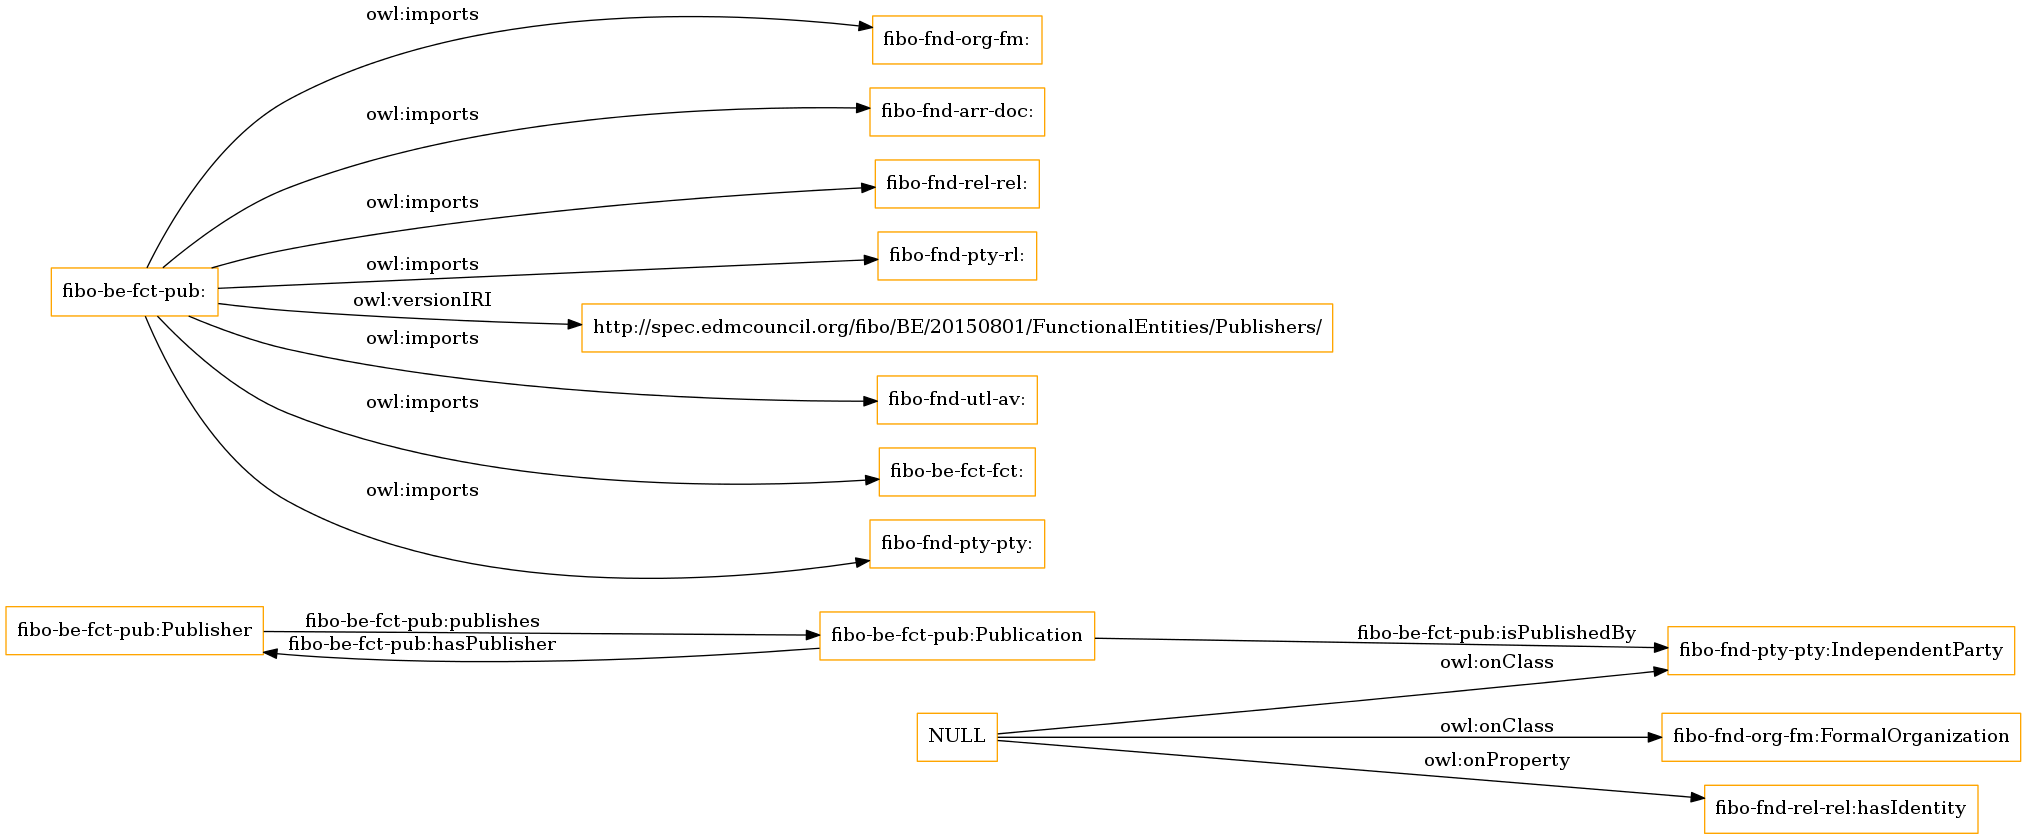 owl:imports
fibo-fnd-org-fm:
owl:imports
fibo-fnd-arr-doc:
owl:imports
fibo-fnd-rel-rel:
owl:imports
fibo-fnd-pty-rl:
fibo-be-fct-pub:
owl:versionIRI
http://spec.edmcouncil.org/fibo/BE/20150801/FunctionalEntities/Publishers/
owl:imports
fibo-fnd-utl-av:
owl:imports
fibo-be-fct-fct:
owl:imports
fibo-fnd-pty-pty:
fibo-be-fct-pub:Publisher
fibo-be-fct-pub:publishes
fibo-be-fct-pub:hasPublisher
fibo-be-fct-pub:Publication
fibo-be-fct-pub:isPublishedBy
fibo-fnd-pty-pty:IndependentParty
owl:onClass
NULL
owl:onClass
fibo-fnd-org-fm:FormalOrganization
owl:onProperty
fibo-fnd-rel-rel:hasIdentity